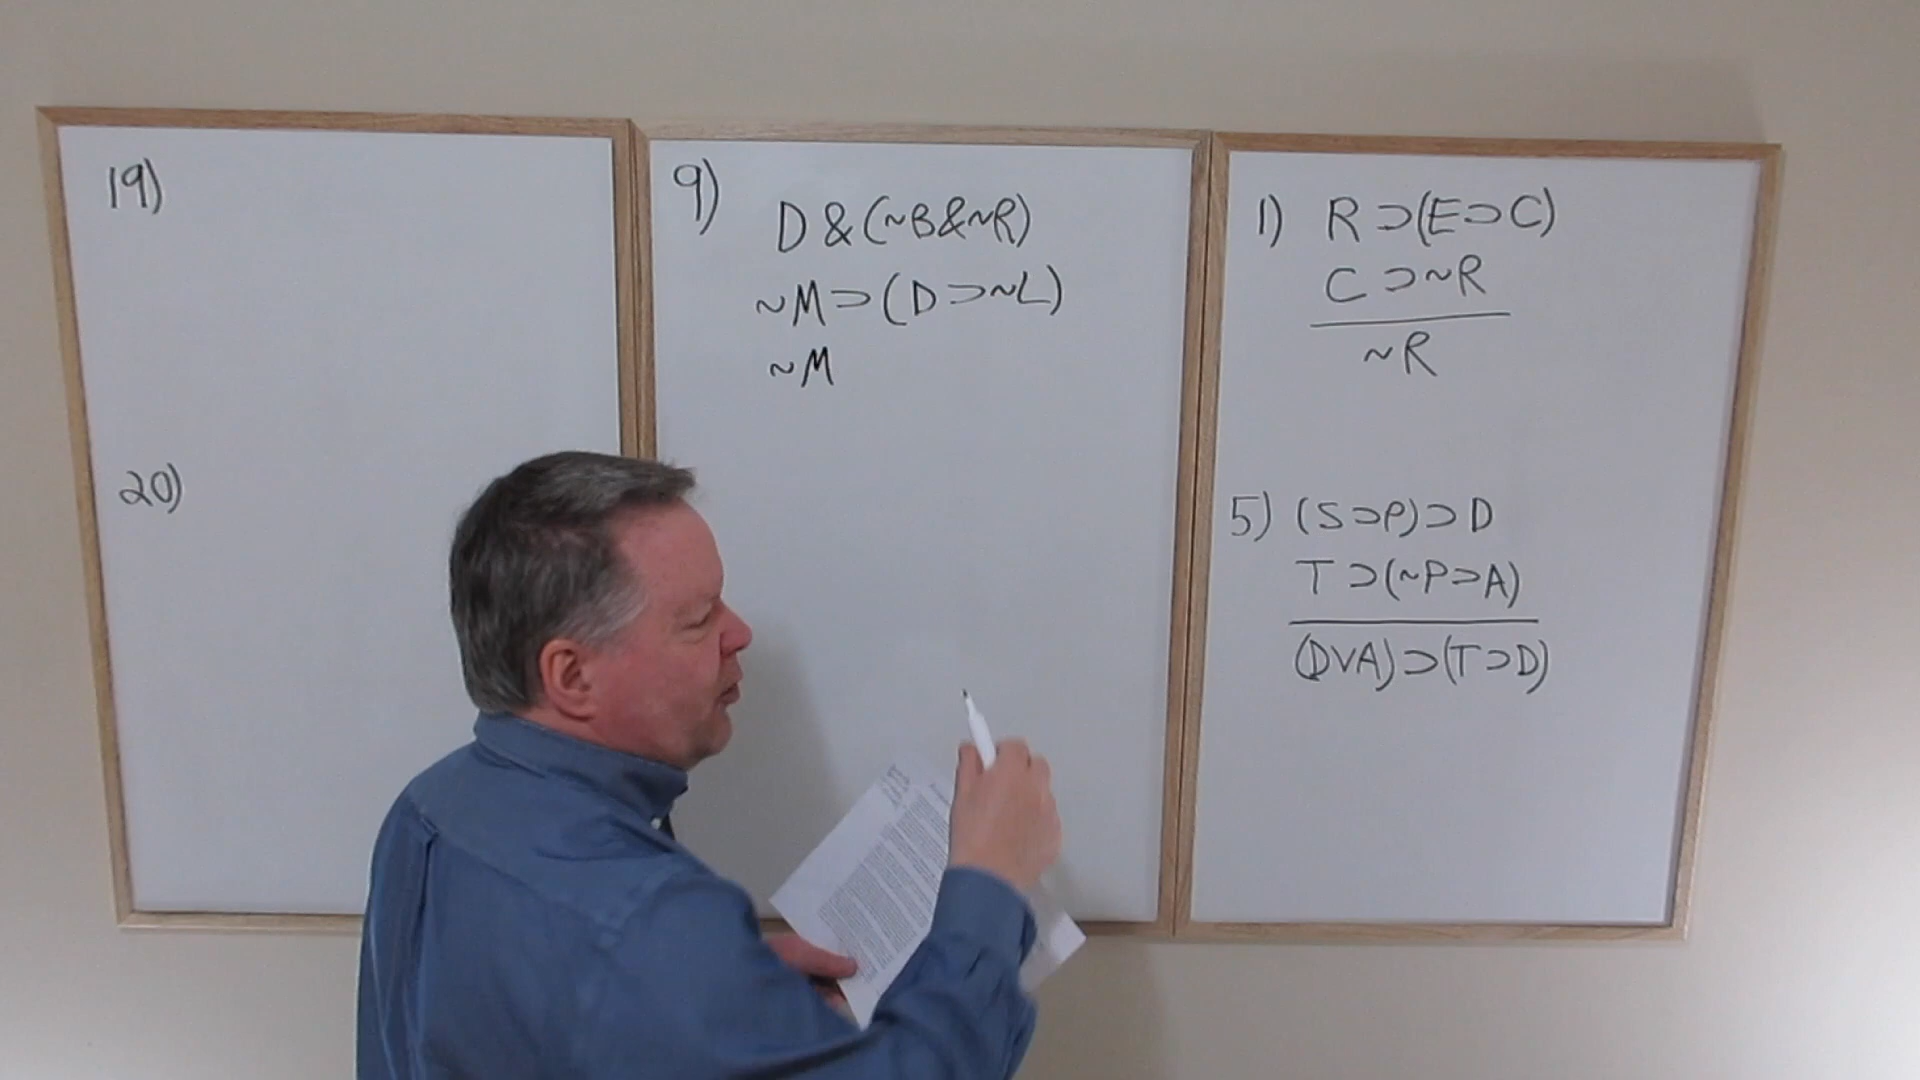 19)
20)
9)
D & (~B&~R)
~M⊃(D⊃~L)
~M
1) R⊃(E⊃C)
C⊃~R
~R
5) (S⊃P)⊃D
T⊃(~P⊃A)
(D∨A)⊃(T⊃D)